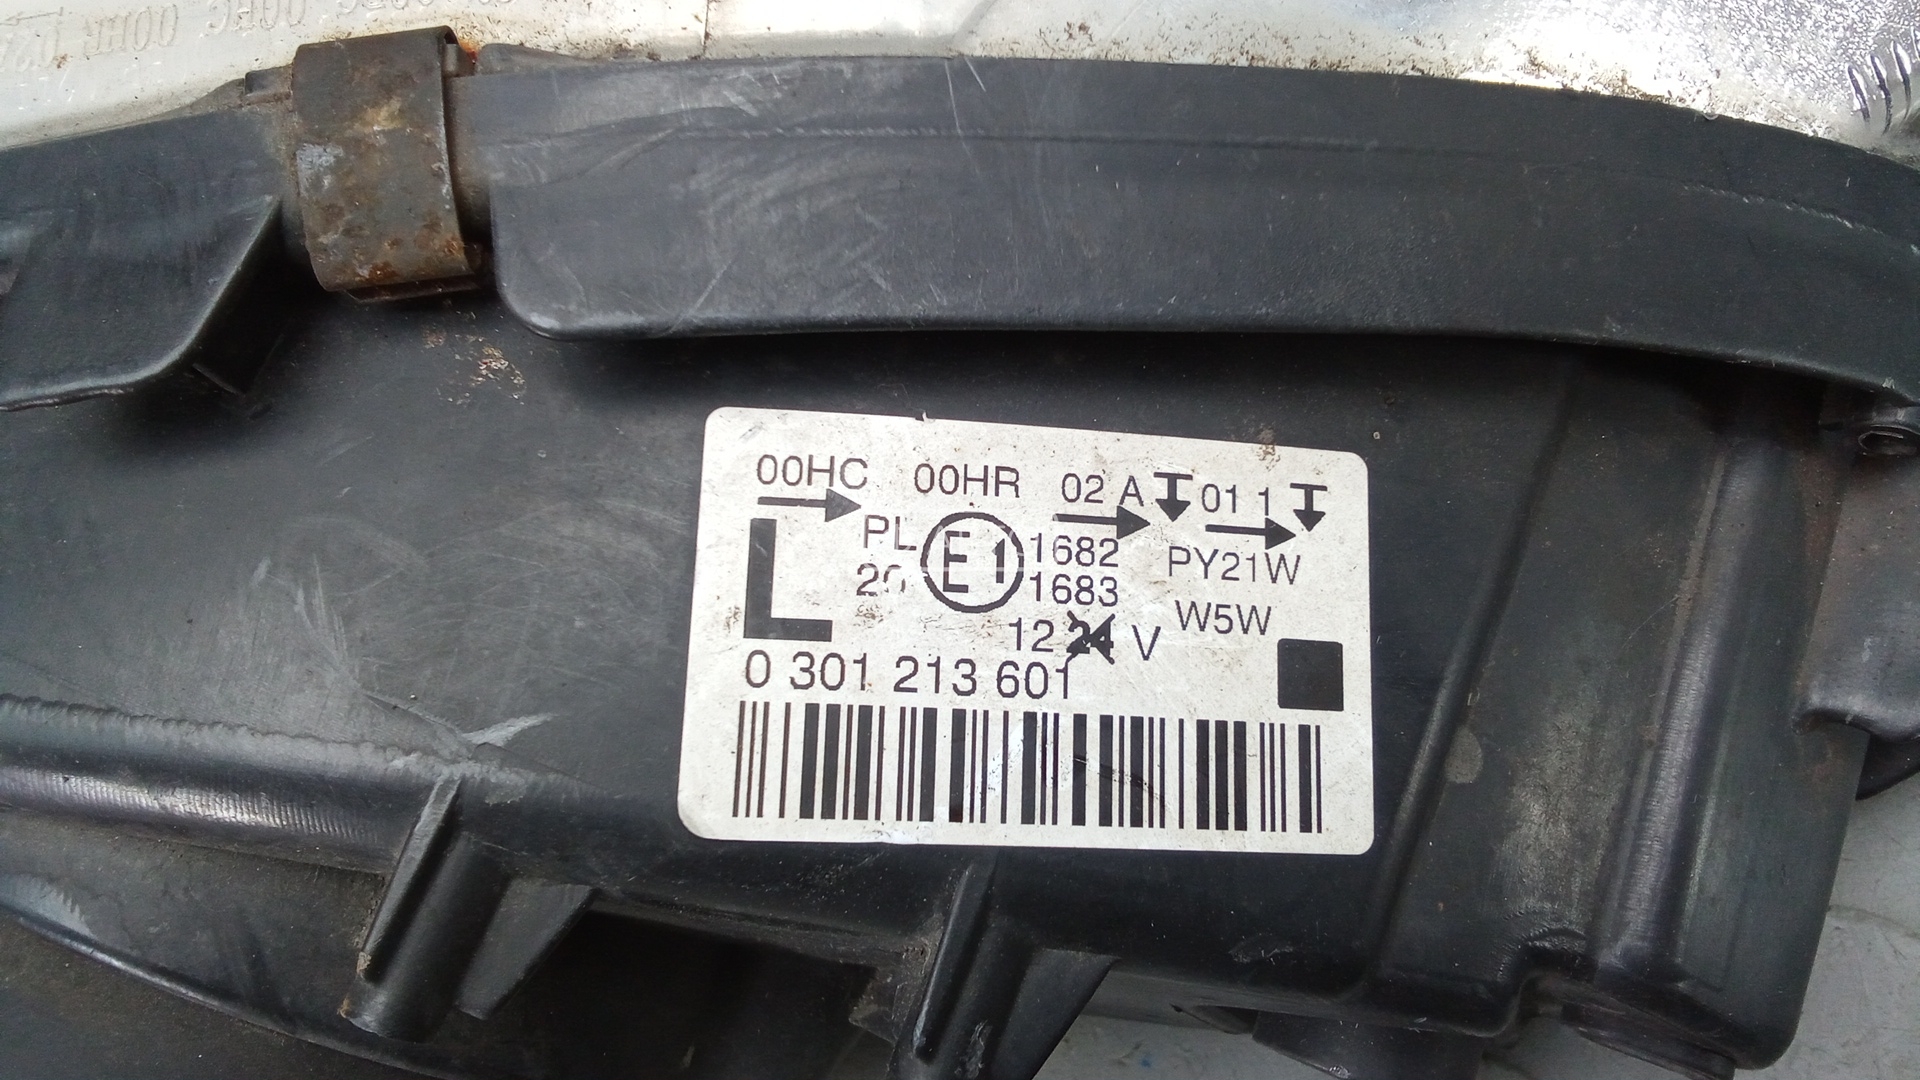 00HC 00HR 02 A 01 1
L PL E1 1682 PY21W
20 1683 W5W
12 24 V
0 301 213 601